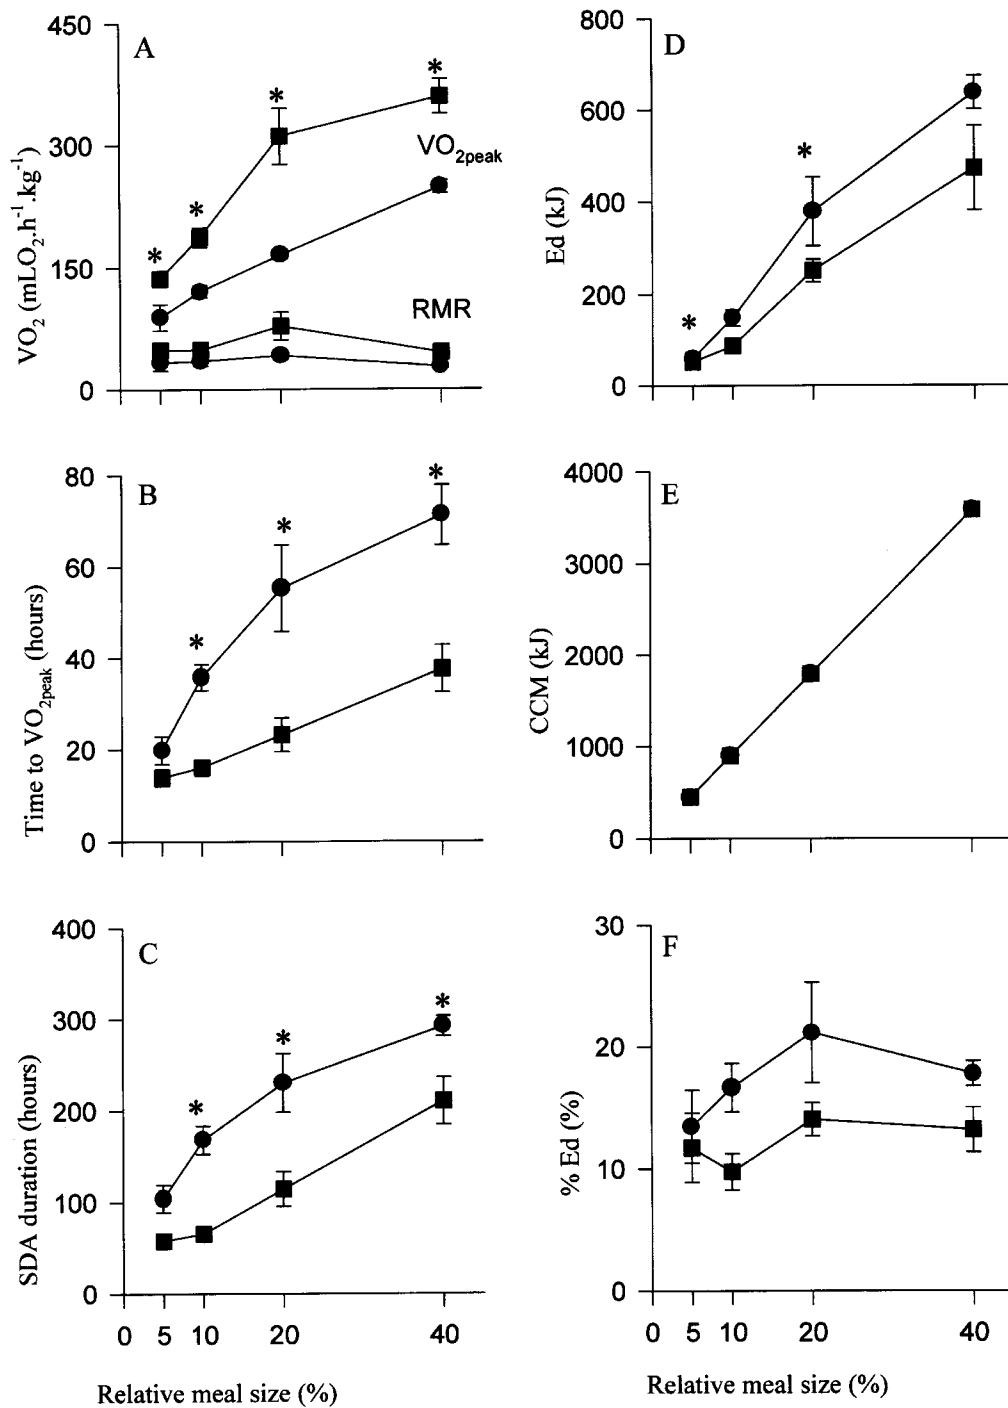 A
450
300
150
0
VO2 (mLO2.h-1.kg-1)
*
*
*
*
VO2peak
RMR
B
80
60
40
20
0
Time to VO2peak (hours)
*
*
*
C
400
300
200
100
0
SDA duration (hours)
*
*
*
0 5 10 20 40
Relative meal size (%)
D
800
600
400
200
0
Ed (kJ)
*
*
E
4000
3000
2000
1000
0
CCM (kJ)
F
30
20
10
0
% Ed (%)
0 5 10 20 40
Relative meal size (%)